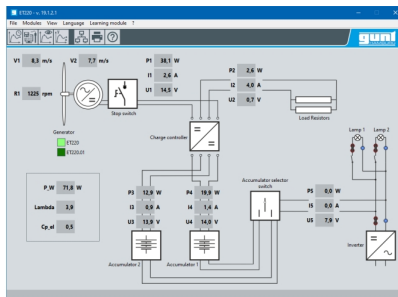 ET220 - v. 19.1.2.1
File Modules View Language Learning module ?
gunt
V1 8,3 m/s
V2 7,7 m/s
P1 38,1 W
I1 2,6 A
U1 14,5 V
R1 1225 rpm
P2 2,6 W
I2 4,0 A
U2 0,7 V
Stop switch
Load Resistors
Generator
ET220
ET220.01
Charge controller
Lamp 1 Lamp 2
Accumulator selector
switch
P_W 71,8 W
Lambda 3,9
Cp_el 0,5
P3 12,9 W
I3 0,9 A
U3 13,9 V
P4 19,9 W
I4 1,4 A
U4 14,0 V
P5 0,0 W
I5 0,0 A
U5 7,9 V
Accumulator 2
Accumulator 1
Inverter